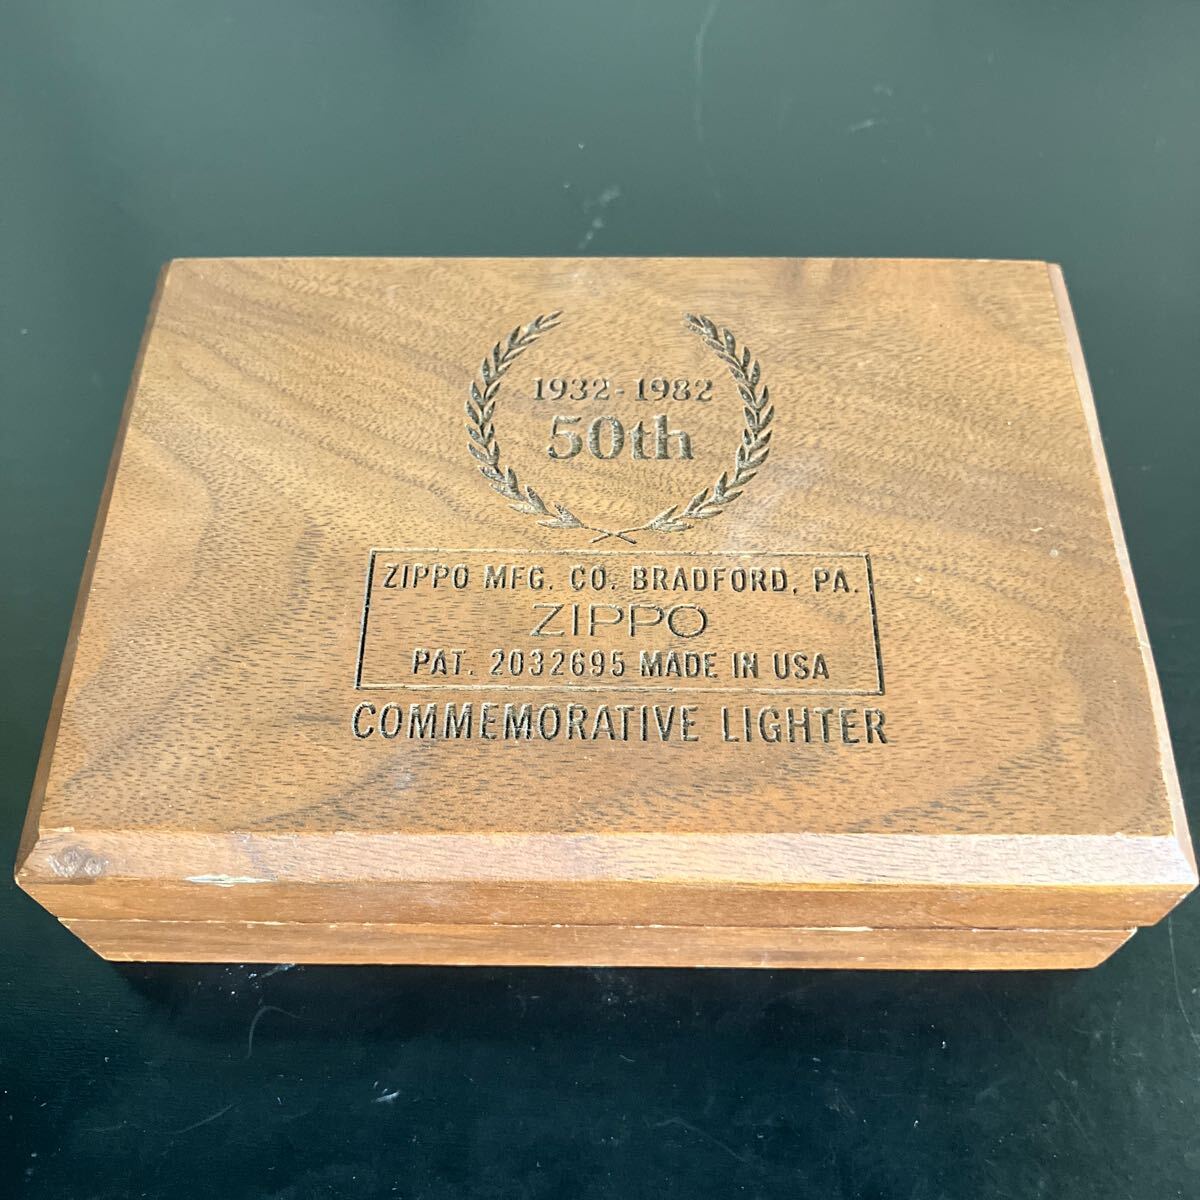 1932-1982
50th
ZIPPO MFG. CO. BRADFORD, PA.
ZIPPO
PAT. 2032695 MADE IN USA
COMMEMORATIVE LIGHTER